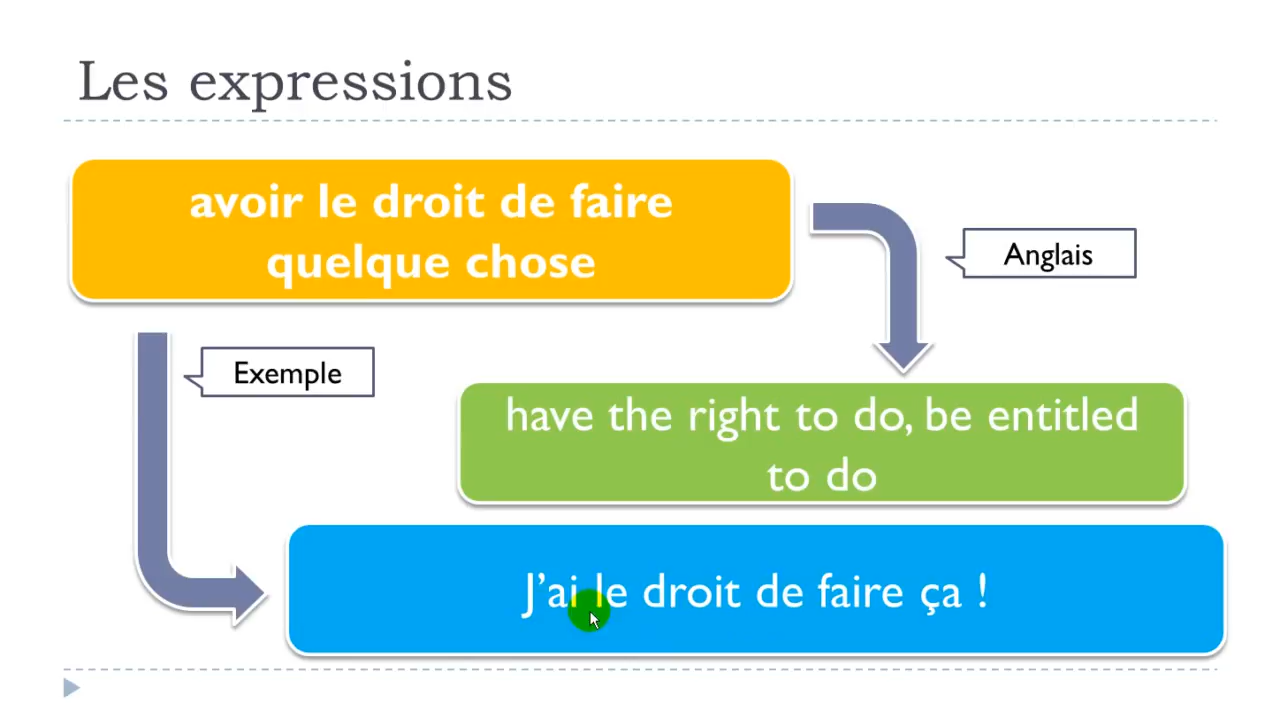 Les expressions
avoir le droit de faire
quelque chose
Anglais
Exemple
have the right to do, be entitled
to do
J’ai le droit de faire ça !